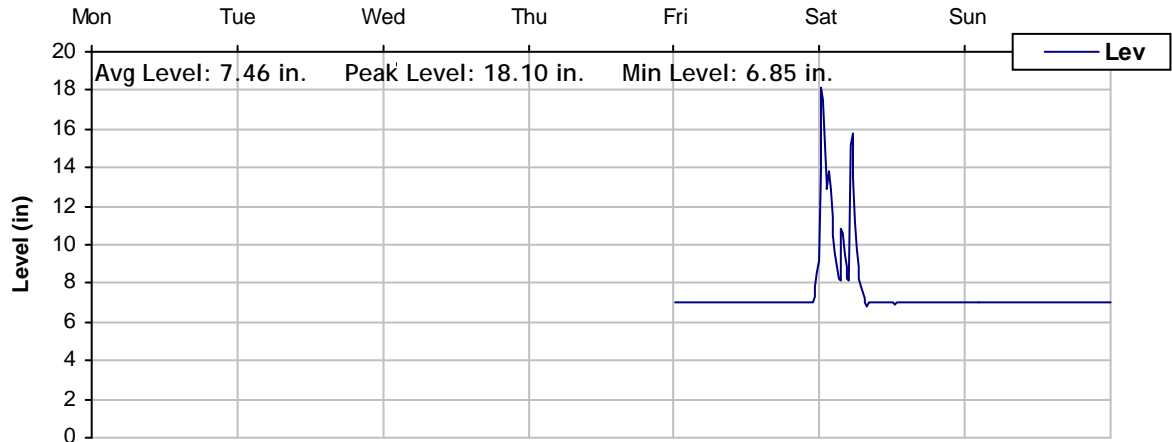 Mon Tue Wed Thu Fri Sat Sun
Lev
Avg Level: 7.46 in. Peak Level: 18.10 in. Min Level: 6.85 in.
Level (in)
20
18
16
14
12
10
8
6
4
2
0